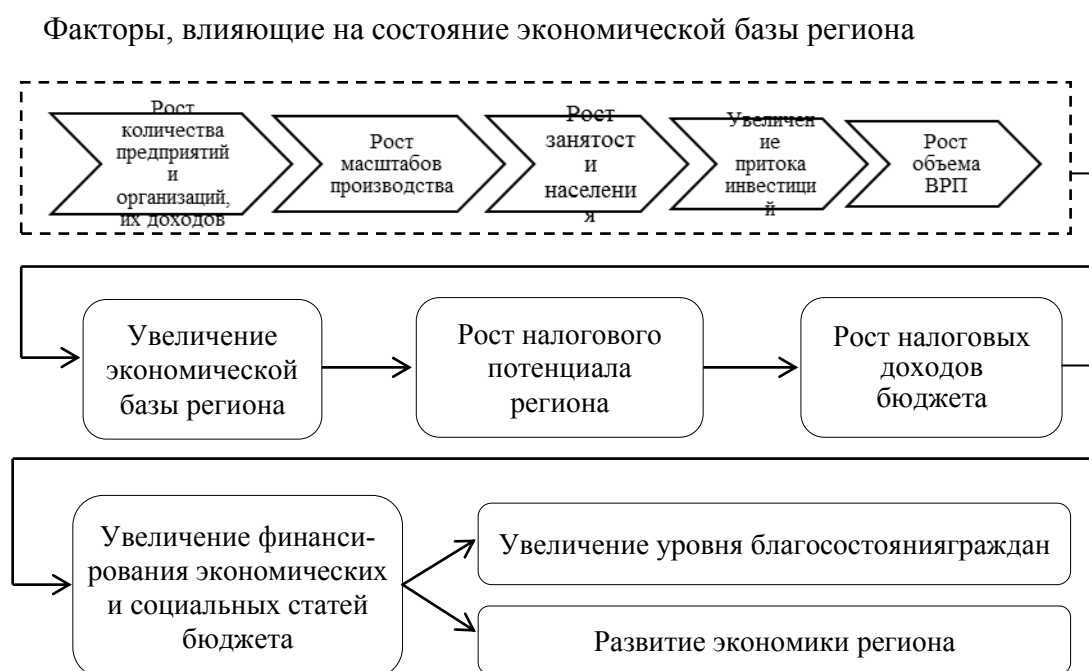 Факторы, влияющие на состояние экономической базы региона
Рост
количества
предприятий
и
организаций,
их доходов
Рост
масштабов
производства
Рост
занятост
и
населени
я
Увеличен
ие
притока
инвестици
й
Рост
объема
ВРП
Увеличение
экономической
базы региона
Рост налогового
потенциала
региона
Рост налоговых
доходов
бюджета
Увеличение финанси-
рования экономических
и социальных статей
бюджета
Увеличение уровня благосостоянияграждан
Развитие экономики региона